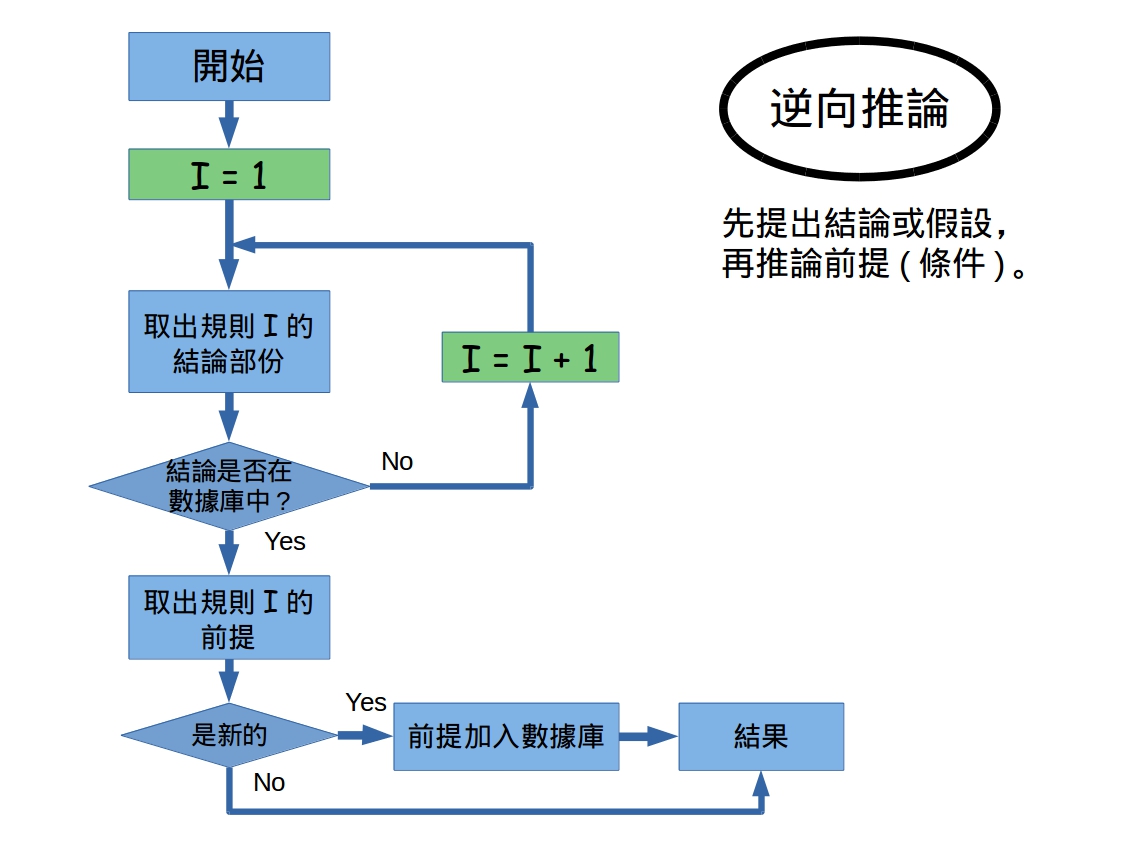 開始
I = 1
取出規則 I 的
結論部份
結論是否在
數據庫中？
No
I = I + 1
Yes
取出規則 I 的
前提
是新的
Yes
前提加入數據庫
結果
No
逆向推論
先提出結論或假設，
再推論前提 ( 條件 ) 。